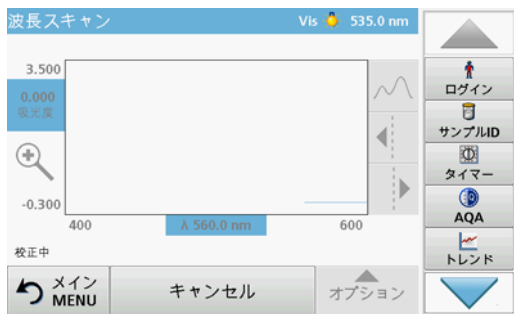 波長スキャン
Vis 535.0 nm
3.500
0.000
吸光度
-0.300
400
λ 560.0 nm
600
校正中
メイン
MENU
キャンセル
オプション
ログイン
サンプルID
タイマー
AQA
トレンド